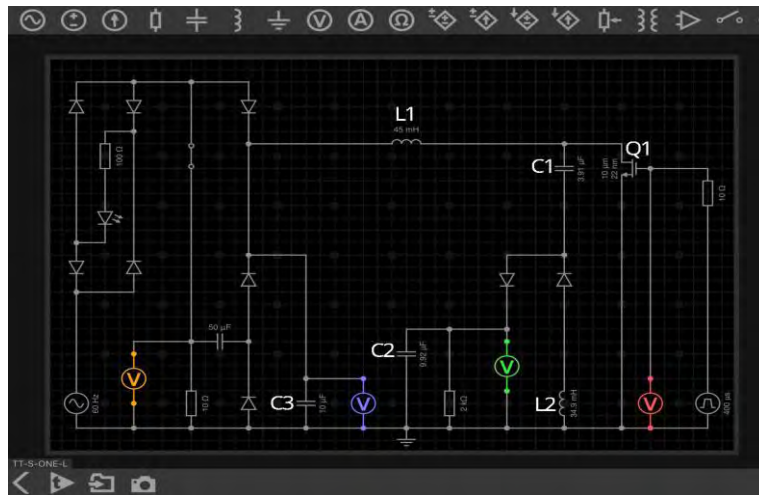 V
A
Ω
L1
45 mH
Q1
C1
3.91 µF
10 µm
22 nm
100 Ω
10 Ω
50 µF
C2
9.92 µF
V
V
60 Hz
10 Ω
C3
10 µF
V
2 kΩ
L2
34.9 mH
V
400 µs
TT-S-ONE-L